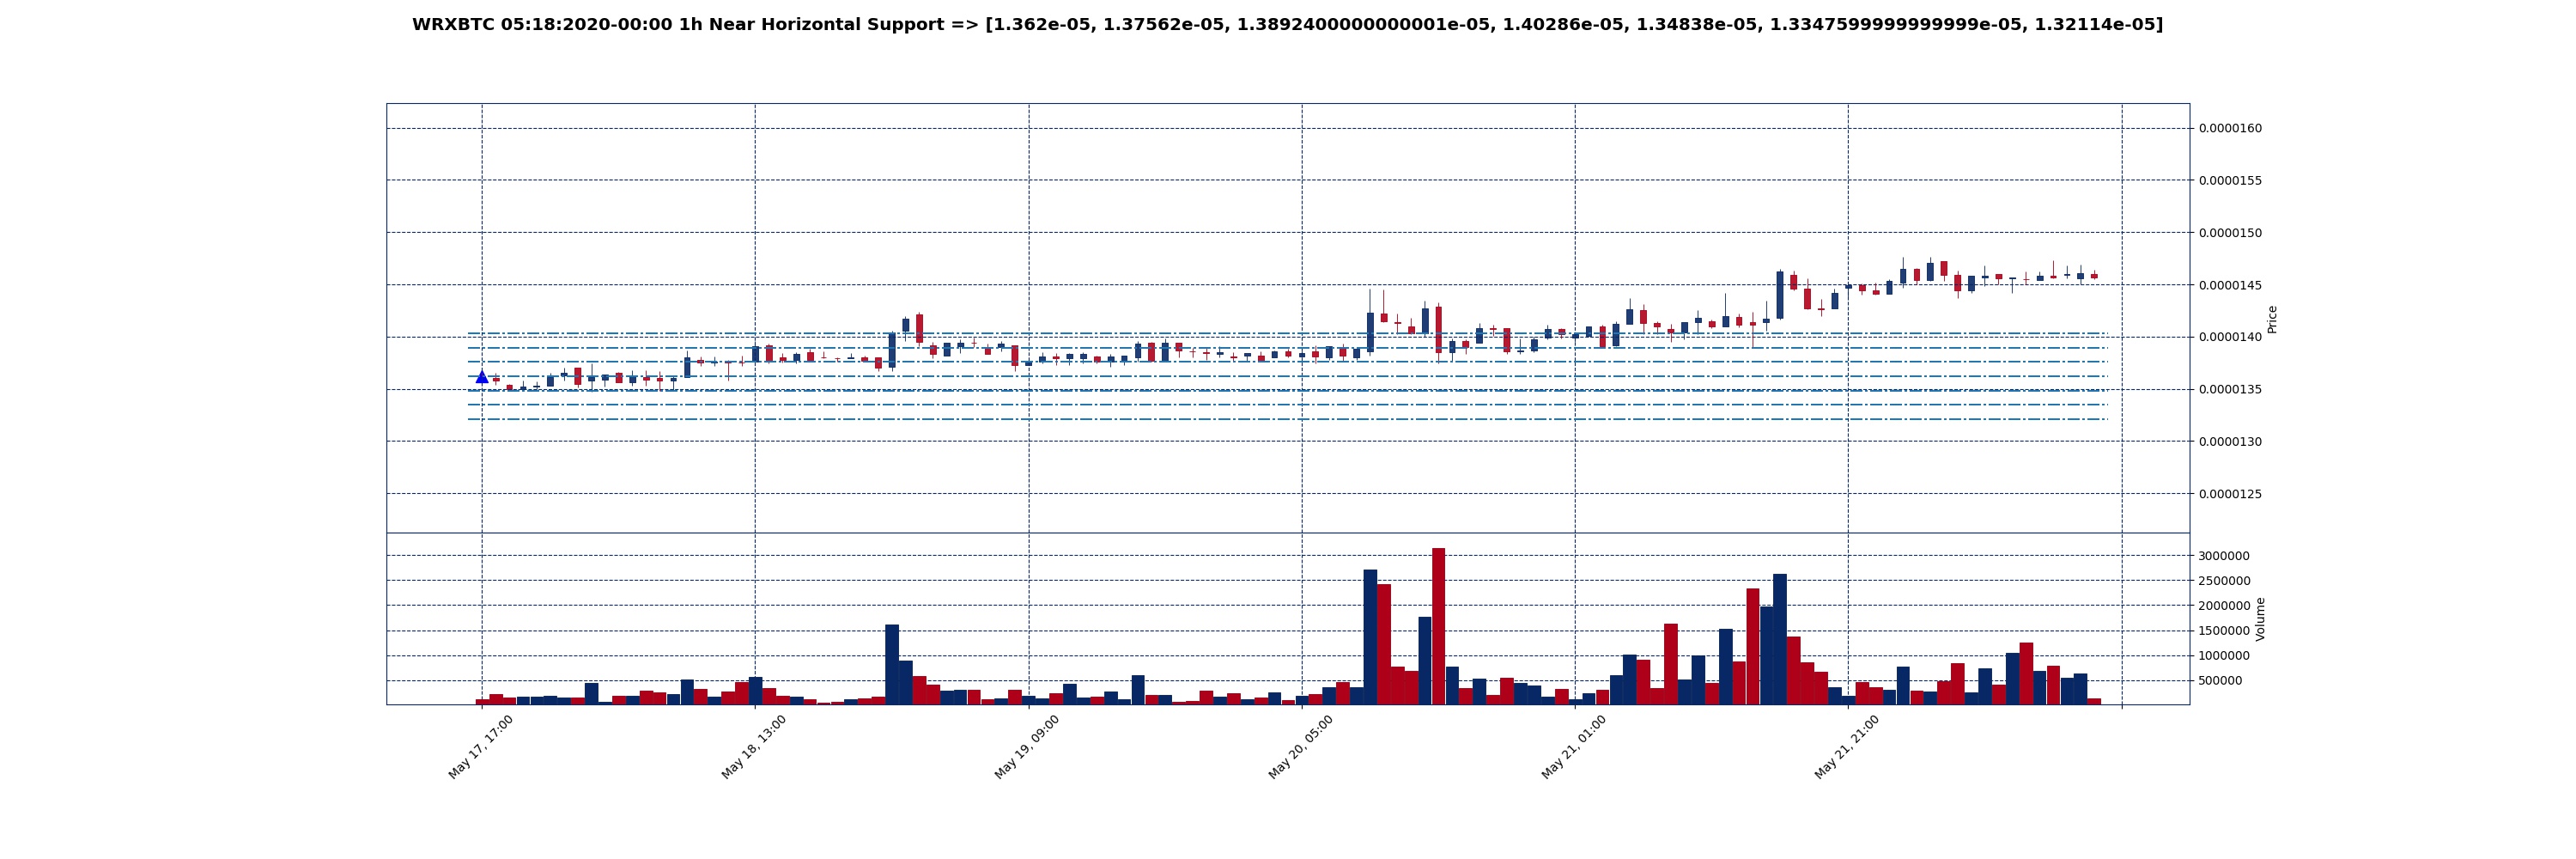 WRXBTC 05:18:2020-00:00 1h Near Horizontal Support => [1.362e-05, 1.37562e-05, 1.3892400000000001e-05, 1.40286e-05, 1.34838e-05, 1.3347599999999999e-05, 1.32114e-05]
0.0000160
0.0000155
0.0000150
0.0000145
0.0000140
0.0000135
0.0000130
0.0000125
Price
3000000
2500000
2000000
1500000
1000000
500000
Volume
May 17, 17:00
May 18, 13:00
May 19, 09:00
May 20, 05:00
May 21, 01:00
May 21, 21:00